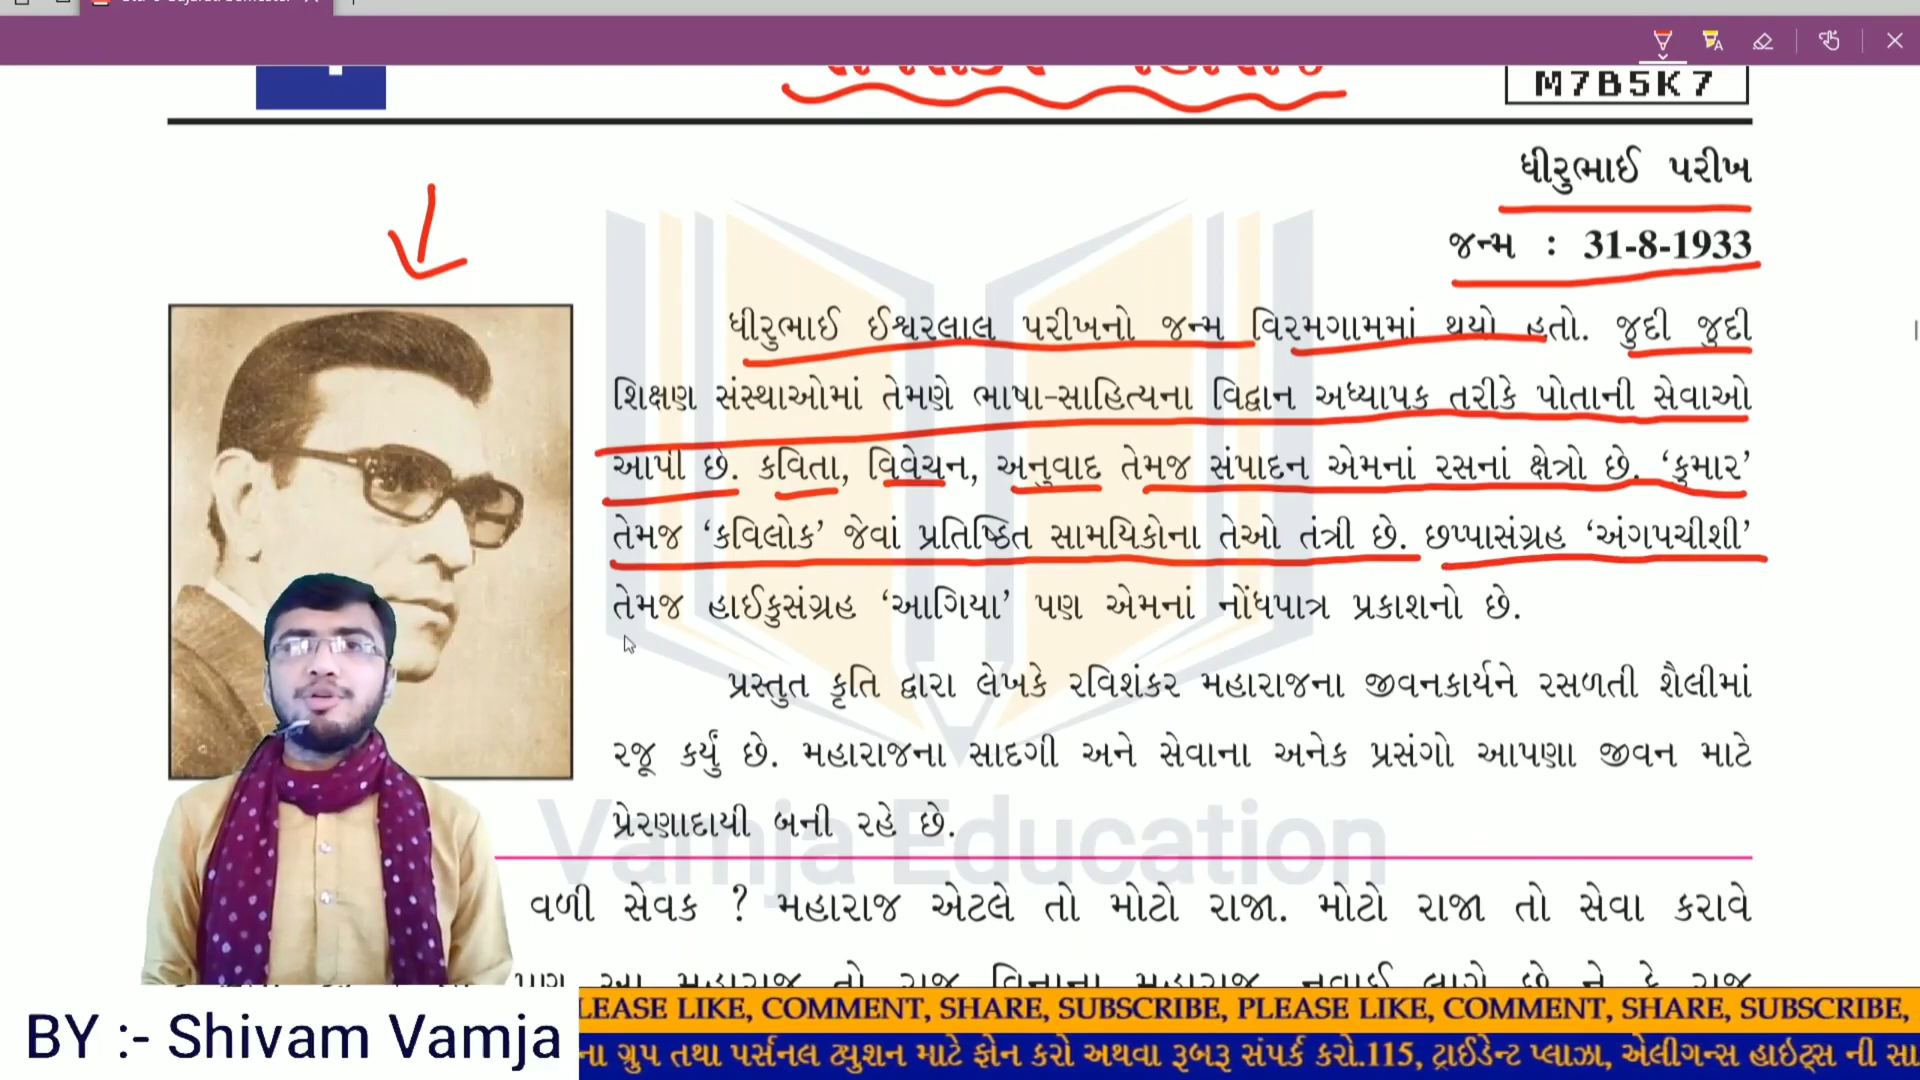 M7B5K7
ધીરુભાઈ પરીખ
જન્મ : 31-8-1933
ધીરુભાઈ ઈશ્વરલાલ પરીખનો જન્મ વિરમગામમાં થયો હતો. જુદી જુદી
શિક્ષણ સંસ્થાઓમાં તેમણે ભાષા-સાહિત્યના વિદ્વાન અધ્યાપક તરીકે પોતાની સેવાઓ
આપી છે. કવિતા, વિવેચન, અનુવાદ તેમજ સંપાદન એમનાં રસનાં ક્ષેત્રો છે. ‘કુમાર’
તેમજ ‘કવિલોક’ જેવાં પ્રતિષ્ઠિત સામયિકોના તેઓ તંત્રી છે. છપ્પાસંગ્રહ ‘અંગપચીશી’
તેમજ હાઈકુસંગ્રહ ‘આગિયા’ પણ એમનાં નોંધપાત્ર પ્રકાશનો છે.
પ્રસ્તુત કૃતિ દ્વારા લેખકે રવિશંકર મહારાજના જીવનકાર્યને રસળતી શૈલીમાં
રજૂ કર્યું છે. મહારાજના સાદગી અને સેવાના અનેક પ્રસંગો આપણા જીવન માટે
પ્રેરણાદાયી બની રહે છે.
Vamja Education
વળી સેવક ? મહારાજ એટલે તો મોટો રાજા. મોટો રાજા તો સેવા કરાવે
BY :- Shivam Vamja
LEASE LIKE, COMMENT, SHARE, SUBSCRIBE, PLEASE LIKE, COMMENT, SHARE, SUBSCRIBE,
ના ગ્રુપ તથા પર્સનલ ટ્યુશન માટે ફોન કરો અથવા રૂબરૂ સંપર્ક કરો.115, ટ્રાઈડેન્ટ પ્લાઝા, એલીગન્સ હાઇટ્સ ની સા